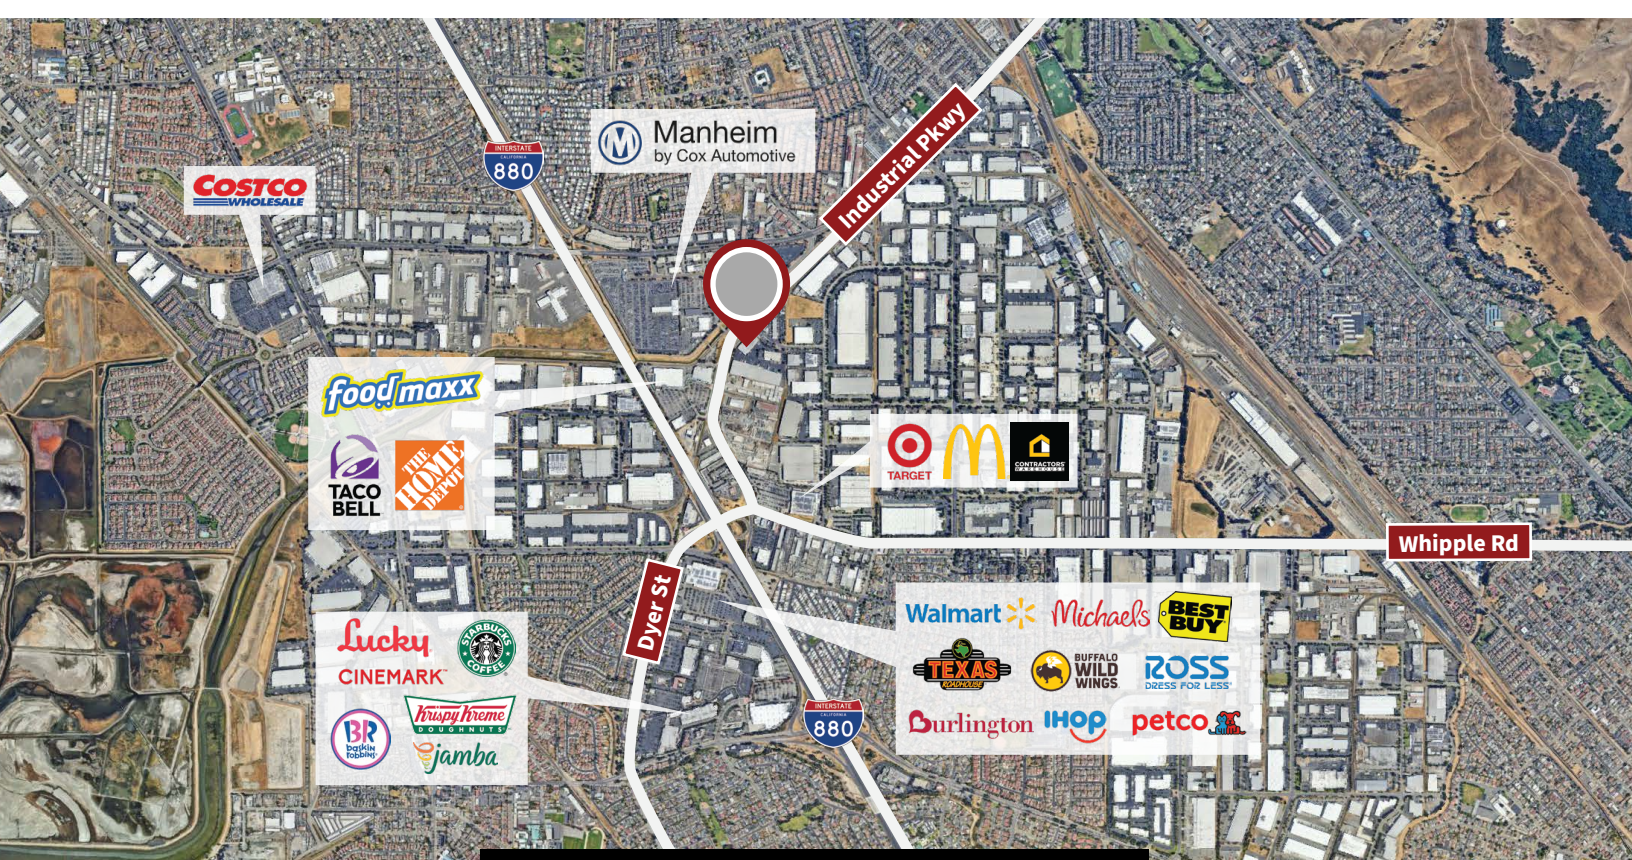 INTERSTATE
CALIFORNIA
880
Manheim
by Cox Automotive
Industrial Pkwy
COSTCO
WHOLESALE
foodmaxx
TACO
BELL
THE
HOME
DEPOT
TARGET
CONTRACTORS'
WAREHOUSE
Whipple Rd
Dyer St
Lucky
STARBUCKS
COFFEE
CINEMARK
BR
baskin
robbins
Krispy Kreme
DOUGHNUTS
jamba
Walmart
Michaels
BEST
BUY
TEXAS
ROADHOUSE
BUFFALO
WILD
WINGS
ROSS
DRESS FOR LESS
Burlington
IHOP
petco
INTERSTATE
CALIFORNIA
880